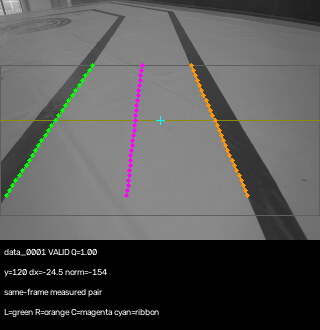 data_0001 VALID Q=1.00
y=120 dx=-24.5 norm=-154
same-frame measured pair
L=green R=orange C=magenta cyan=ribbon